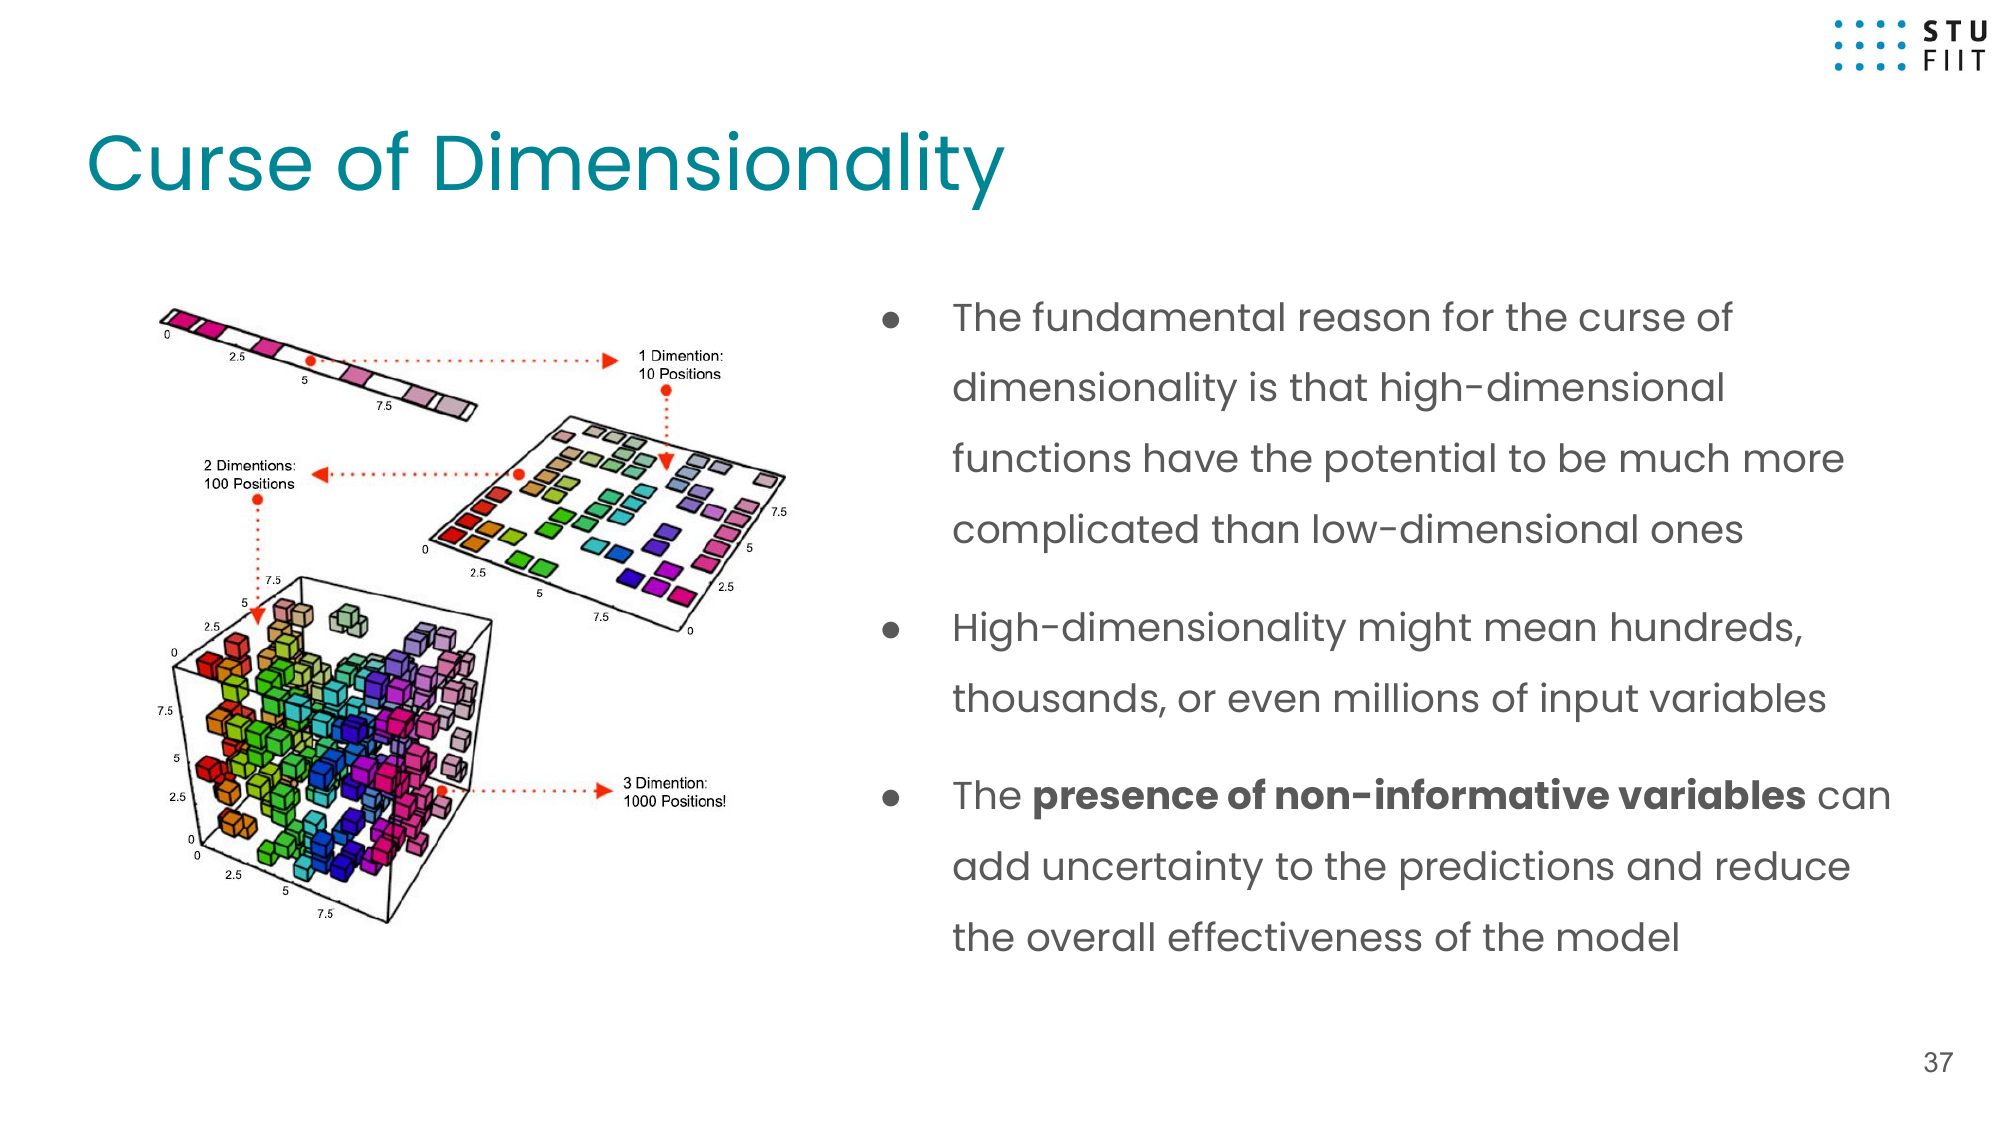 STU
FIIT
Curse of Dimensionality
0
2.5
5
7.5
1 Dimention:
10 Positions
2 Dimentions:
100 Positions
0
2.5
5
7.5
0
2.5
5
7.5
7.5
5
2.5
0
7.5
5
2.5
0
0
2.5
5
7.5
3 Dimention:
1000 Positions!
● The fundamental reason for the curse of
dimensionality is that high-dimensional
functions have the potential to be much more
complicated than low-dimensional ones
● High-dimensionality might mean hundreds,
thousands, or even millions of input variables
● The presence of non-informative variables can
add uncertainty to the predictions and reduce
the overall effectiveness of the model
37